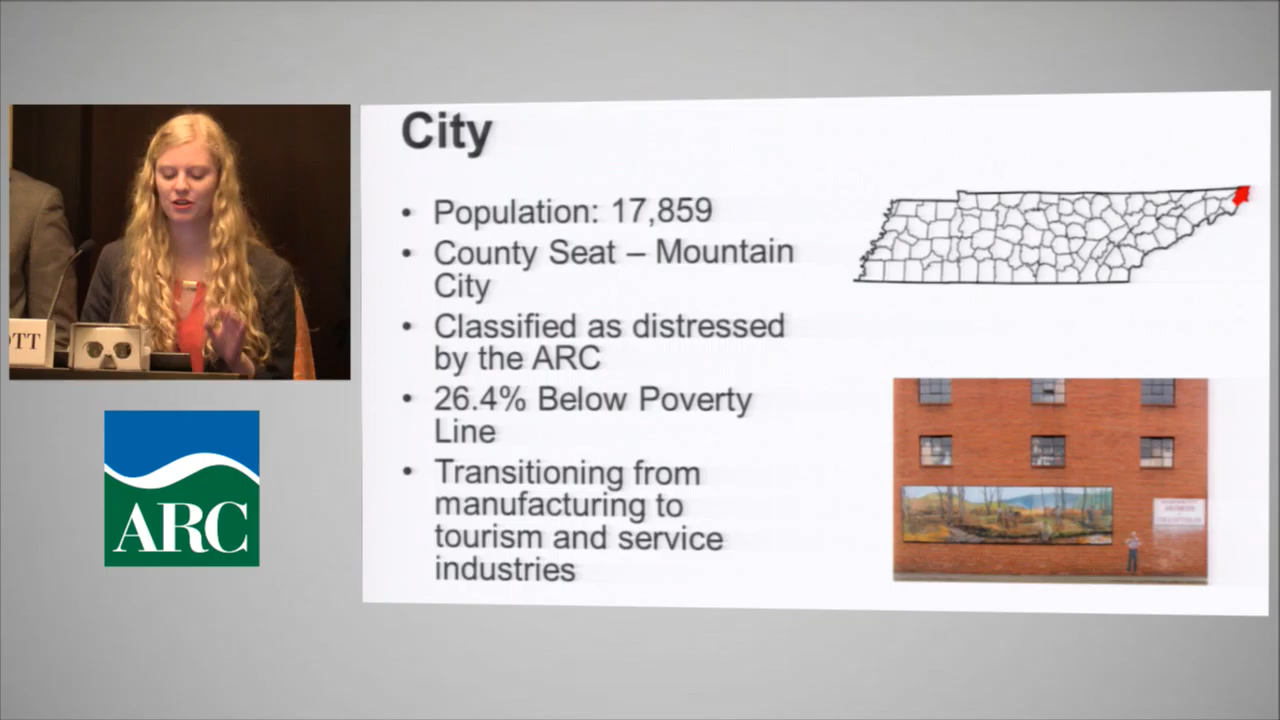 City
• Population: 17,859
• County Seat – Mountain
City
• Classified as distressed
by the ARC
• 26.4% Below Poverty
Line
• Transitioning from
manufacturing to
tourism and service
industries
OTT
ARC